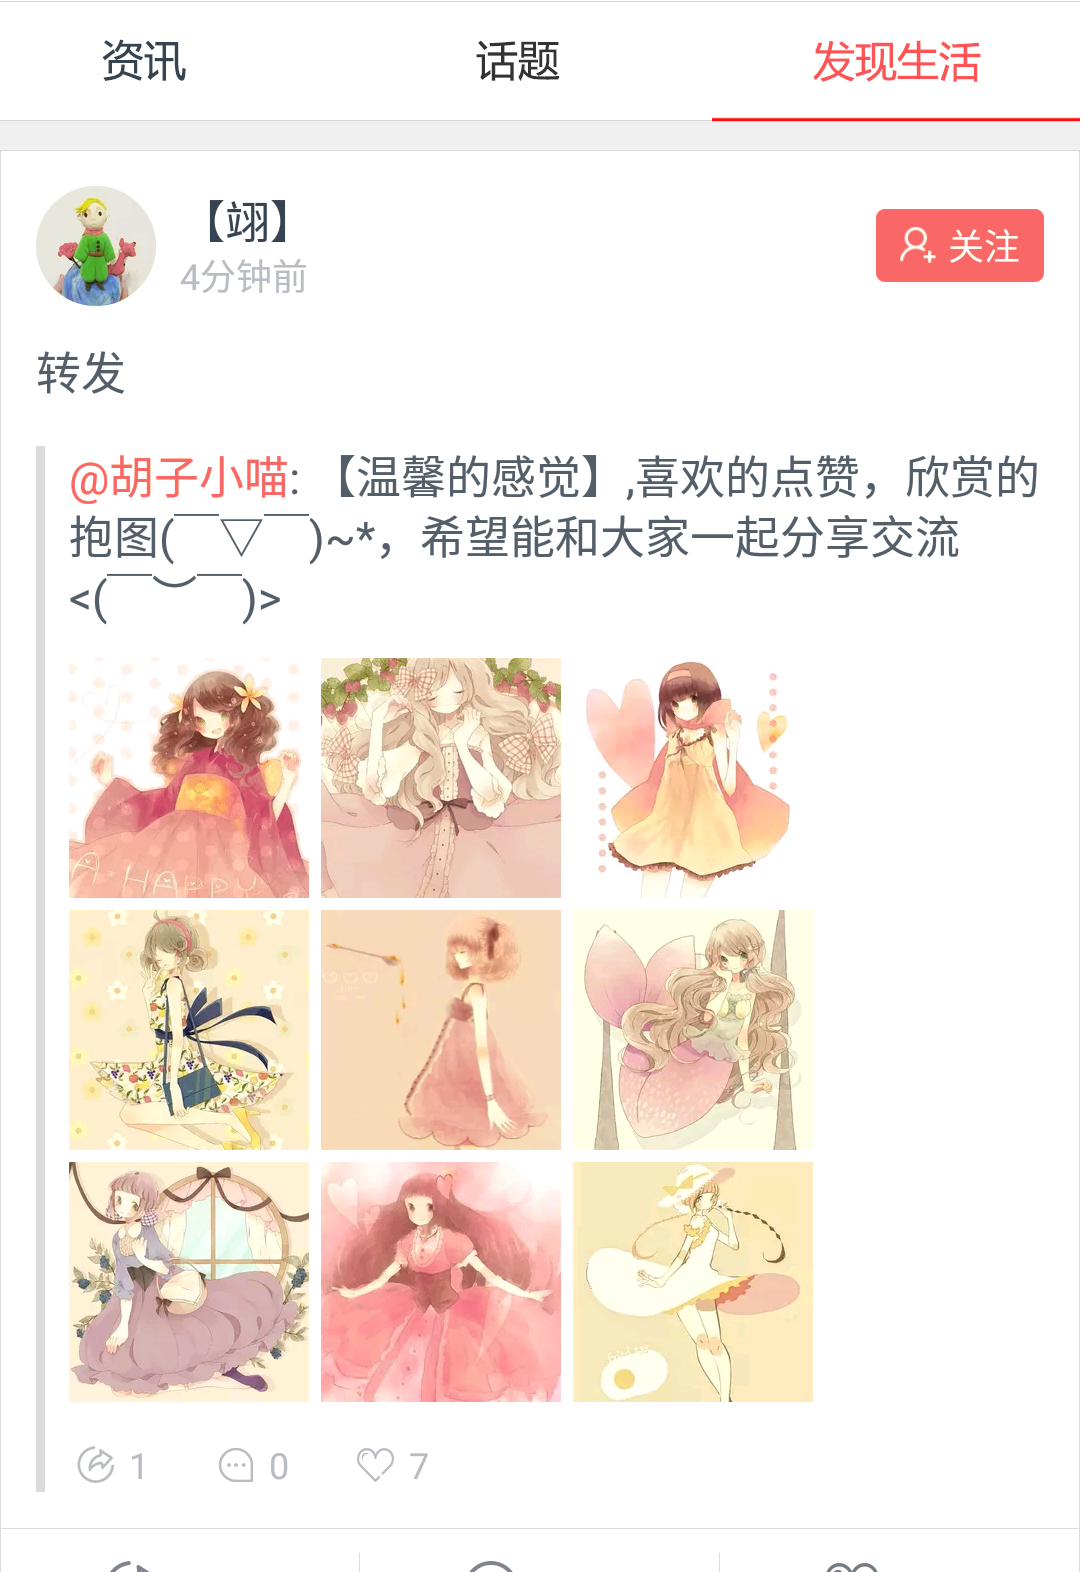 资讯
话题
发现生活
【翊】
4分钟前
关注
转发
@胡子小喵: 【温馨的感觉】,喜欢的点赞，欣赏的
抱图(￣▽￣)~*，希望能和大家一起分享交流
<(￣︶￣)>
A·HAPPY
1
0
7